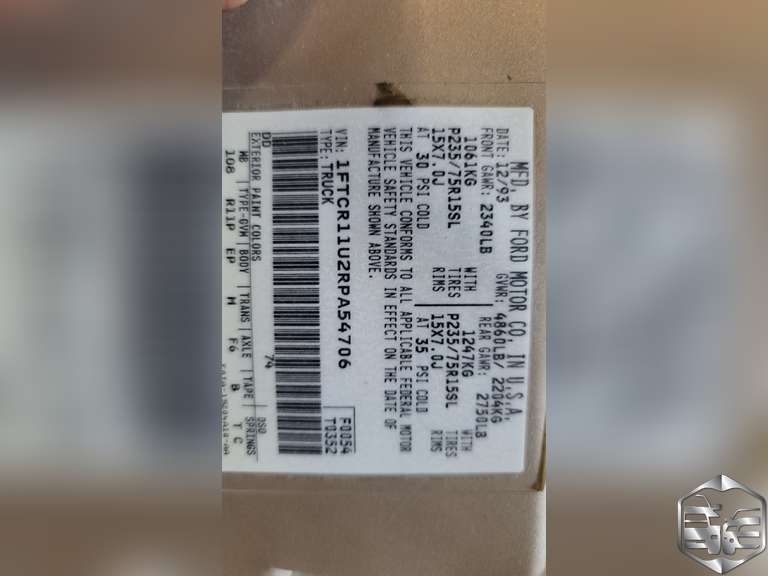 MFD. BY FORD MOTOR CO. IN U.S.A.
DATE: 12/93 GVWR: 4860LB/ 2204KG
FRONT GAWR: 2340LB REAR GAWR: 2750LB
1061KG WITH 1247KG WITH
P235/75R15SL TIRES P235/75R15SL TIRES
15X7.0J RIMS 15X7.0J RIMS
AT 30 PSI COLD AT 35 PSI COLD
THIS VEHICLE CONFORMS TO ALL APPLICABLE FEDERAL MOTOR
VEHICLE SAFETY STANDARDS IN EFFECT ON THE DATE OF
MANUFACTURE SHOWN ABOVE.
VIN: 1FTCR11U2RPA54706 F0054
TYPE: TRUCK T0352
74
DD DSO
EXTERIOR PAINT COLORS
WB TYPE-GVW BODY TRANS AXLE TAPE SPRINGS
108 R11P EP M F6 B T C